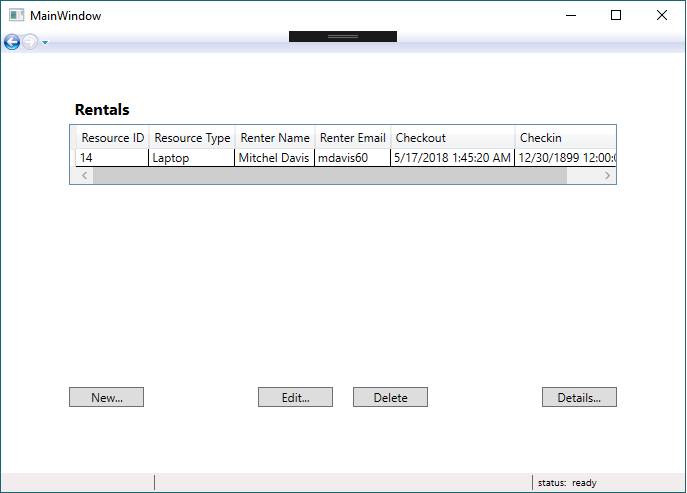 MainWindow
Rentals
Resource ID Resource Type Renter Name Renter Email Checkout Checkin
14 Laptop Mitchel Davis mdavis60 5/17/2018 1:45:20 AM 12/30/1899 12:00:0
New... Edit... Delete Details...
status: ready